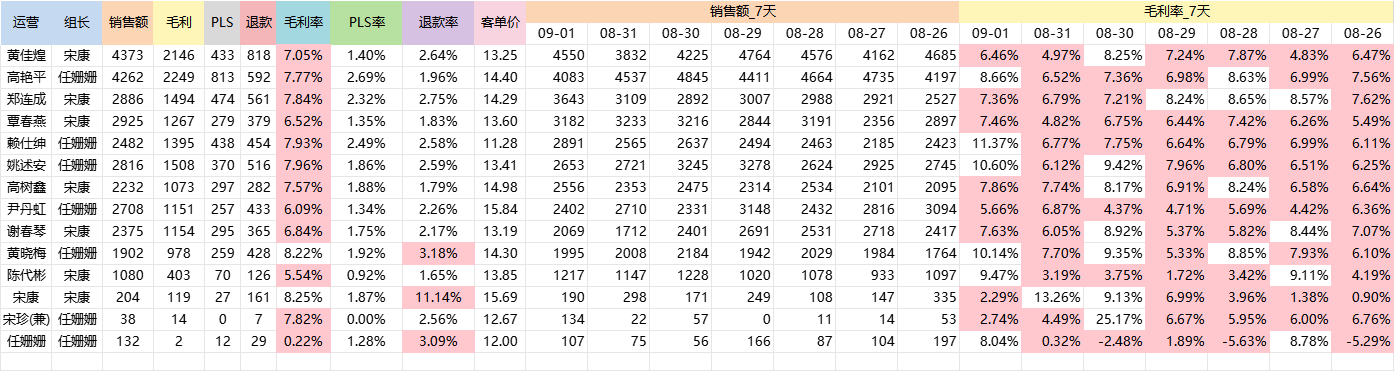 运营 组长 销售额 毛利 PLS 退款 毛利率 PLS率 退款率 客单价 销售额_7天 毛利率_7天
09-01 08-31 08-30 08-29 08-28 08-27 08-26 09-01 08-31 08-30 08-29 08-28 08-27 08-26
黄佳煌 宋康 4373 2146 433 818 7.05% 1.40% 2.64% 13.25 4550 3832 4225 4764 4576 4162 4685 6.46% 4.97% 8.25% 7.24% 7.87% 4.83% 6.47%
高艳平 任姗姗 4262 2249 813 592 7.77% 2.69% 1.96% 14.40 4083 4537 4845 4411 4664 4735 4197 8.66% 6.52% 7.36% 6.98% 8.63% 6.99% 7.56%
郑连成 宋康 2886 1494 474 561 7.84% 2.32% 2.75% 14.29 3643 3109 2892 3007 2988 2921 2527 7.36% 6.79% 7.21% 8.24% 8.65% 8.57% 7.62%
覃春燕 宋康 2925 1267 279 379 6.52% 1.35% 1.83% 13.60 3182 3233 3216 2844 3191 2356 2897 7.46% 4.82% 6.75% 6.44% 7.42% 6.26% 5.49%
赖仕绅 任姗姗 2482 1395 438 454 7.93% 2.49% 2.58% 11.28 2891 2565 2637 2494 2463 2185 2423 11.37% 6.77% 7.75% 6.64% 6.79% 6.99% 6.11%
姚述安 任姗姗 2816 1508 370 516 7.96% 1.86% 2.59% 13.41 2653 2721 3245 3278 2624 2925 2745 10.60% 6.12% 9.42% 7.96% 6.80% 6.51% 6.25%
高树鑫 宋康 2232 1073 297 282 7.57% 1.88% 1.79% 14.98 2556 2353 2475 2314 2534 2101 2095 7.86% 7.74% 8.17% 6.91% 8.24% 6.58% 6.64%
尹丹虹 任姗姗 2708 1151 257 433 6.09% 1.34% 2.26% 15.84 2402 2710 2331 3148 2432 2816 3094 5.66% 6.87% 4.37% 4.71% 5.69% 4.42% 6.36%
谢春琴 宋康 2375 1154 295 365 6.84% 1.75% 2.17% 13.19 2069 1712 2401 2691 2531 2718 2417 7.63% 6.05% 8.92% 5.37% 5.82% 8.44% 7.07%
黄晓梅 任姗姗 1902 978 259 428 8.22% 1.92% 3.18% 14.30 1995 2008 2184 1942 2029 1984 1764 10.14% 7.70% 9.35% 5.33% 8.85% 7.93% 6.10%
陈代彬 宋康 1080 403 70 126 5.54% 0.92% 1.65% 13.85 1217 1147 1228 1020 1078 933 1097 9.47% 3.19% 3.75% 1.72% 3.42% 9.11% 4.19%
宋康 宋康 204 119 27 161 8.25% 1.87% 11.14% 15.69 190 298 171 249 108 147 335 2.29% 13.26% 9.13% 6.99% 3.96% 1.38% 0.90%
宋珍(兼) 任姗姗 38 14 0 7 7.82% 0.00% 2.56% 12.67 134 22 57 0 11 14 53 2.74% 4.49% 25.17% 6.67% 5.95% 6.00% 6.76%
任姗姗 任姗姗 132 2 12 29 0.22% 1.28% 3.09% 12.00 107 75 56 166 87 104 197 8.04% 0.32% -2.48% 1.89% -5.63% 8.78% -5.29%